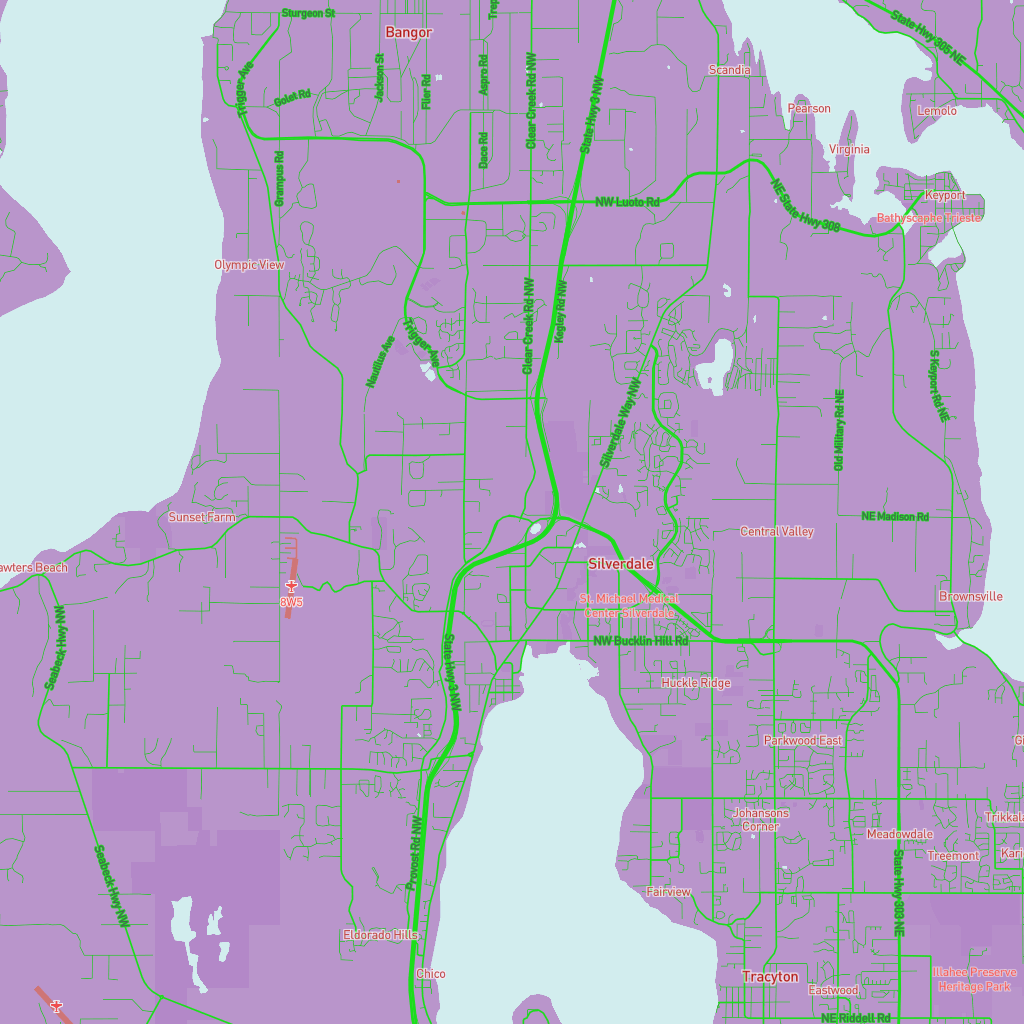 Sturgeon St
Bangor
State Hwy 305 NE
Trigger Ave
Golet Rd
Jackson St
Flier Rd
Aspro Rd
Clear Creek Rd NW
State Hwy 3 NW
Scandia
Pearson
Lemolo
Virginia
Grampus Rd
Dace Rd
NW Luoto Rd
NE State Hwy 308
Keyport
Bathyscaphe Trieste
Olympic View
Clear Creek Rd NW
Kegley Rd NW
Trigger Ave
Nautilus Ave
Silverdale Way NW
Old Military Rd NE
S Keyport Rd NE
Sunset Farm
NE Madison Rd
Central Valley
Silverdale
8W5
St. Michael Medical
Center Silverdale
Brownsville
Seabeck Hwy NW
State Hwy 3 NW
NW Bucklin Hill Rd
Huckle Ridge
Parkwood East
Johansons
Corner
Meadowdale
Treemont
Provost Rd NW
Seabeck Hwy NW
State Hwy 303 NE
Fairview
Eldorado Hills
Chico
Tracyton
Eastwood
Illahee Preserve
Heritage Park
NE Riddell Rd